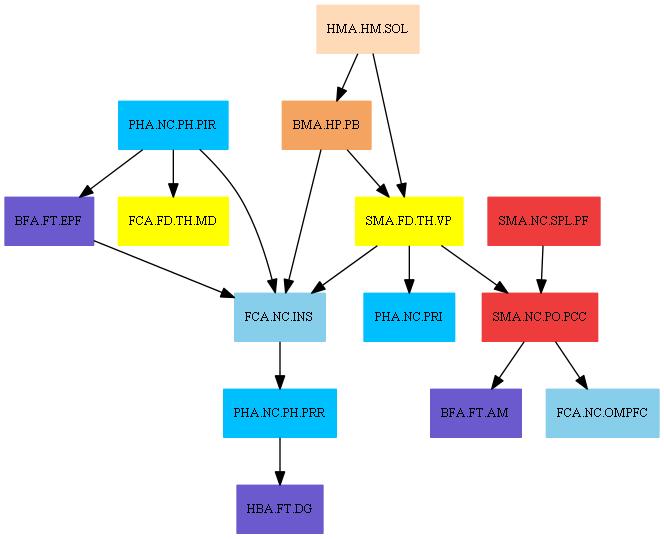 HMA.HM.SOL
PHA.NC.PH.PIR
BMA.HP.PB
BFA.FT.EPF
FCA.FD.TH.MD
SMA.FD.TH.VP
SMA.NC.SPL.PF
FCA.NC.INS
PHA.NC.PRI
SMA.NC.PO.PCC
PHA.NC.PH.PRR
BFA.FT.AM
FCA.NC.OMPFC
HBA.FT.DG